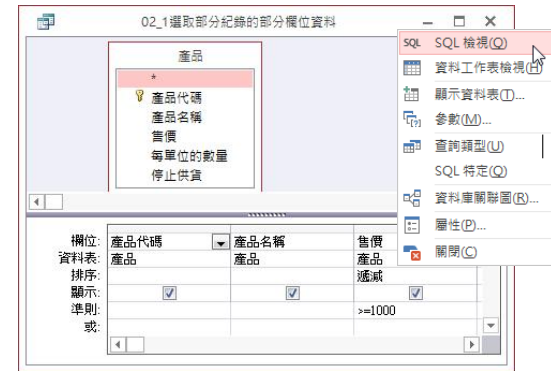 02_1選取部分紀錄的部分欄位資料
SQL SQL 檢視(Q)
資料工作表檢視(H)
顯示資料表(T)...
參數(M)...
查詢類型(U)
SQL 特定(Q)
資料庫關聯圖(R)...
屬性(P)...
關閉(C)
產品
*
產品代碼
產品名稱
售價
每單位的數量
停止供貨
欄位: 產品代碼 產品名稱 售價
資料表: 產品 產品 產品
排序: 遞減
顯示:
準則: >=1000
或: